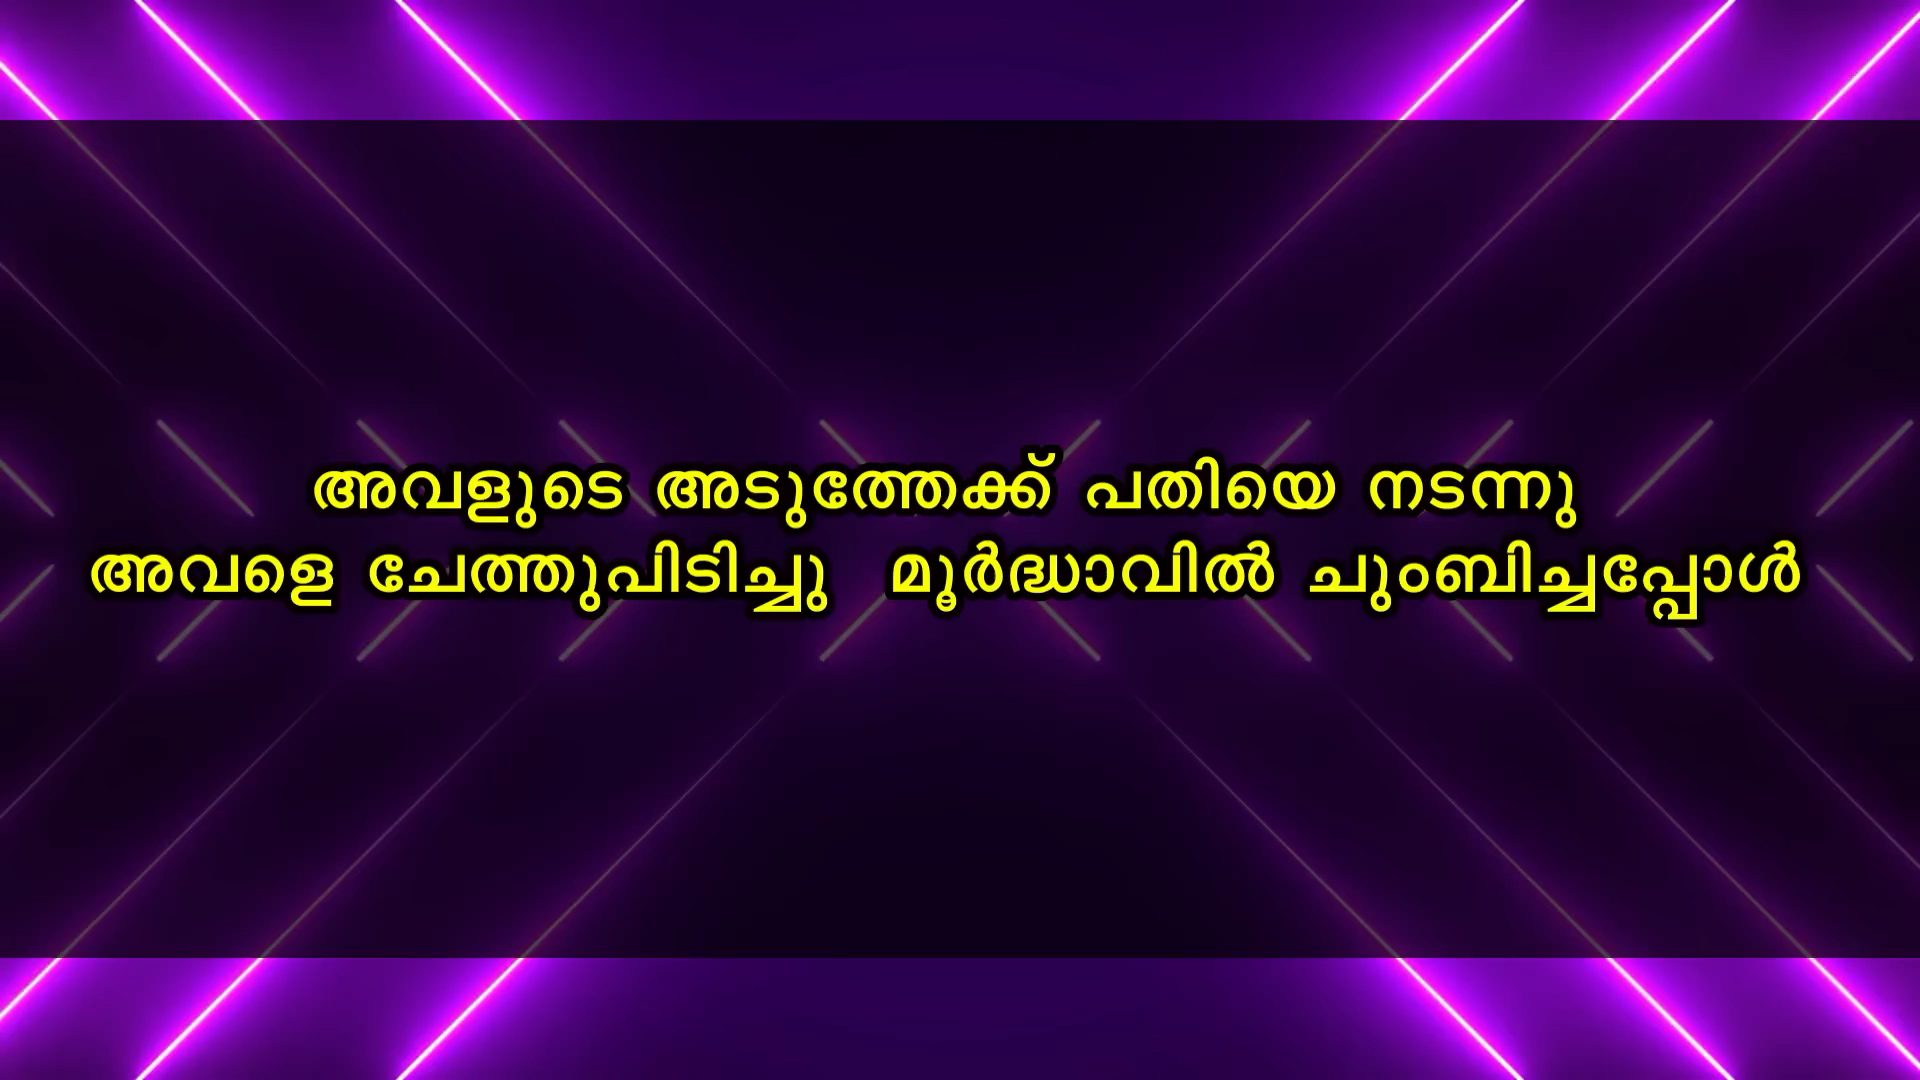 അവളുടെ അടുത്തേക്ക് പതിയെ നടന്നു
അവളെ ചേത്തുപിടിച്ചു മൂർദ്ധാവിൽ ചുംബിച്ചപ്പോൾ